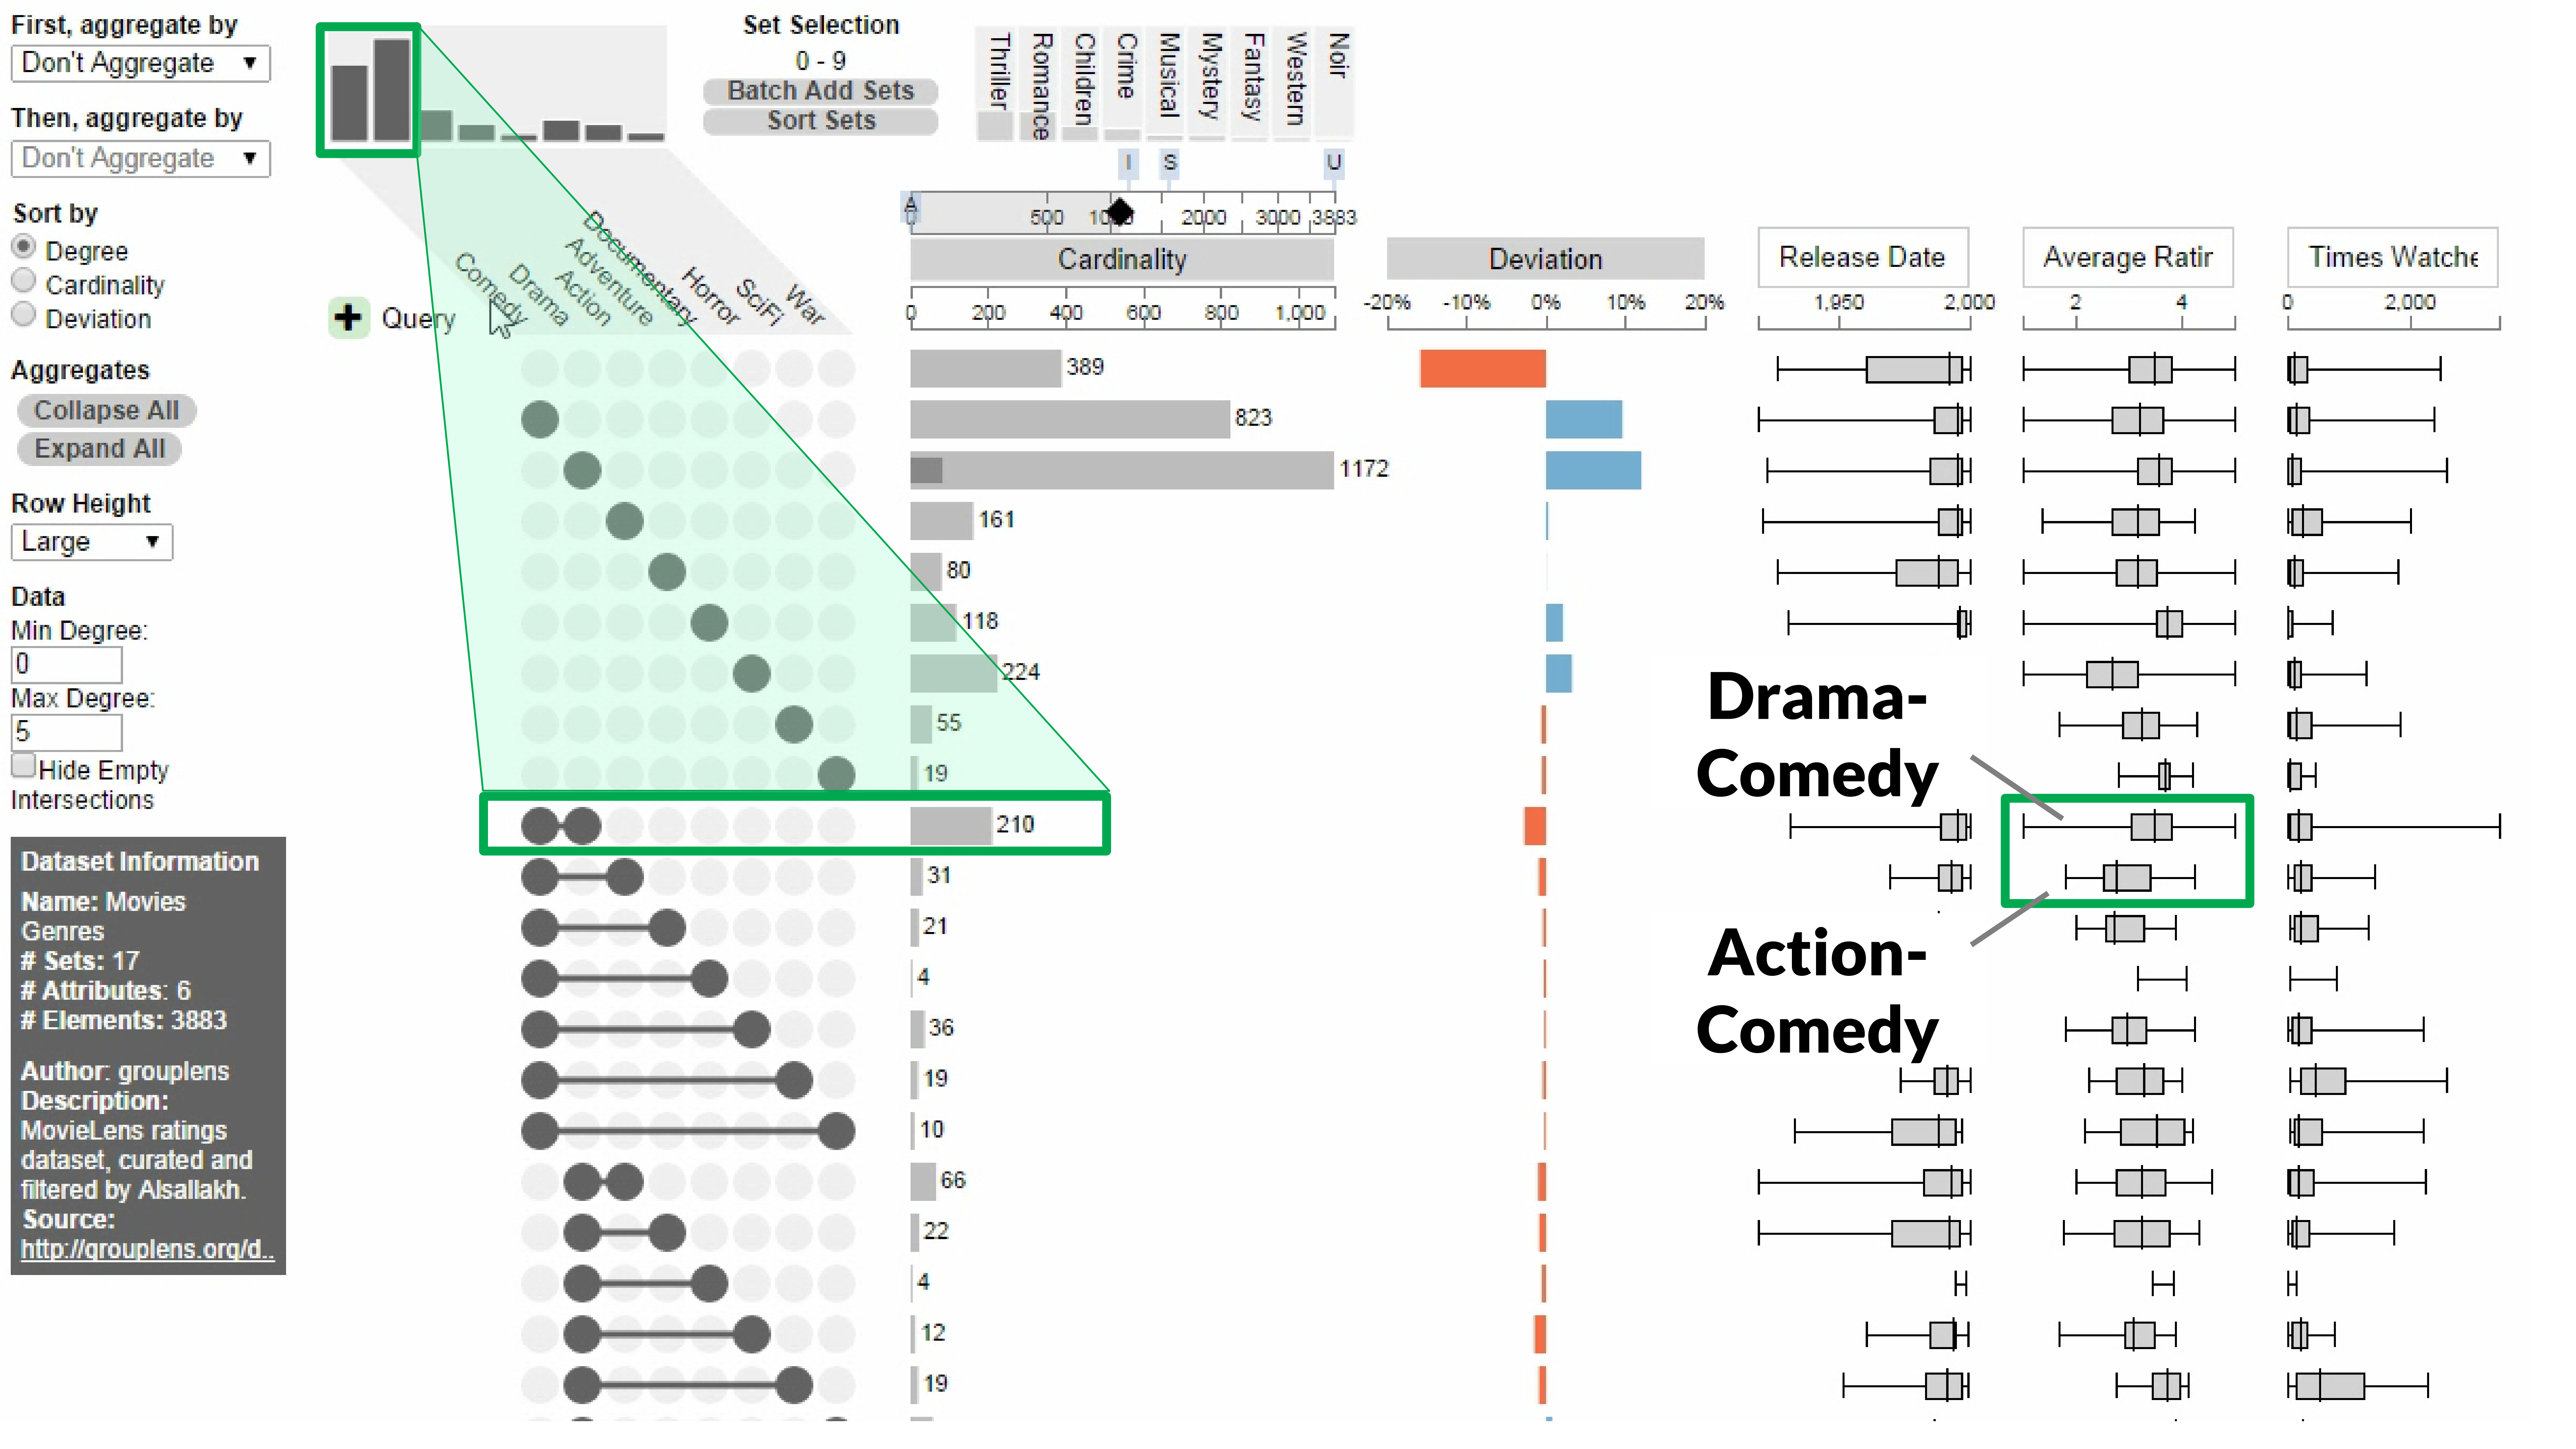 First, aggregate by
Don't Aggregate
Then, aggregate by
Don't Aggregate
Sort by
Degree
Cardinality
Deviation
Aggregates
Collapse All
Expand All
Row Height
Large
Data
Min Degree:
0
Max Degree:
5
Hide Empty
Intersections
Dataset Information
Name: Movies
Genres
# Sets: 17
# Attributes: 6
# Elements: 3883
Author: grouplens
Description:
MovieLens ratings
dataset, curated and
filtered by Alsallakh.
Source:
http://grouplens.org/d..
Query
Comedy
Drama
Action
Adventure
Documentary
Horror
SciFi
War
Set Selection
0 - 9
Batch Add Sets
Sort Sets
Thriller
Romance
Children
Crime
Musical
Mystery
Fantasy
Western
Noir
I S U
A
0 500 2000 3000 3883
Cardinality
0 200 400 600 800 1,000
Deviation
-20% -10% 0% 10% 20%
Release Date
1,950 2,000
Average Ratin
2 4
Times Watche
0 2,000
389
823
1172
161
80
118
224
55
19
210
31
21
4
36
19
10
66
22
4
12
19
Drama-
Comedy
Action-
Comedy